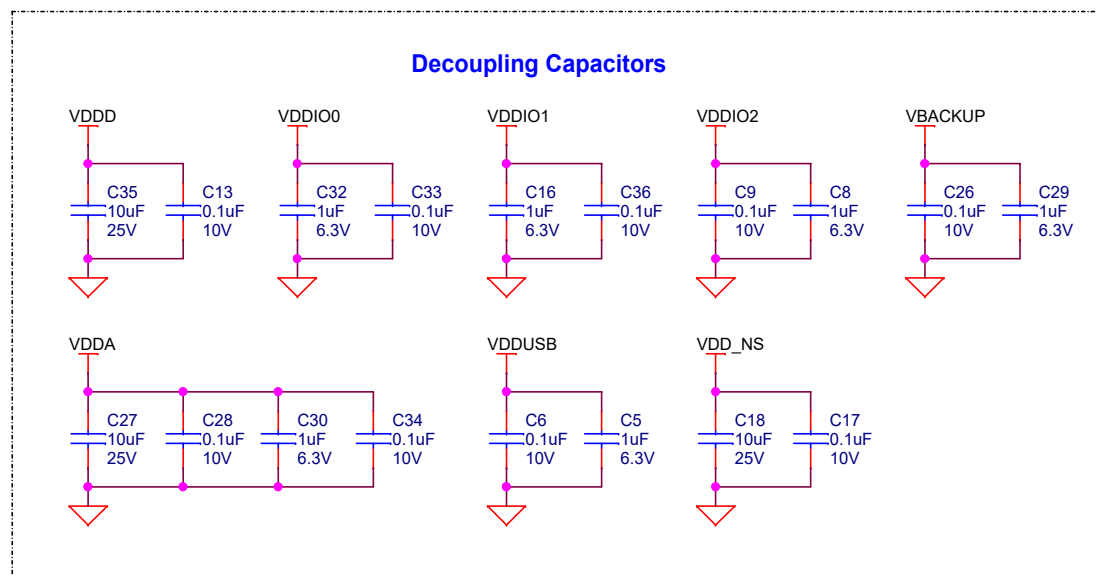 Decoupling Capacitors
VDDD
C35
10uF
25V
C13
0.1uF
10V
VDDIO0
C32
1uF
6.3V
C33
0.1uF
10V
VDDIO1
C16
1uF
6.3V
C36
0.1uF
10V
VDDIO2
C9
0.1uF
10V
C8
1uF
6.3V
VBACKUP
C26
0.1uF
10V
C29
1uF
6.3V
VDDA
C27
10uF
25V
C28
0.1uF
10V
C30
1uF
6.3V
C34
0.1uF
10V
VDDUSB
C6
0.1uF
10V
C5
1uF
6.3V
VDD_NS
C18
10uF
25V
C17
0.1uF
10V